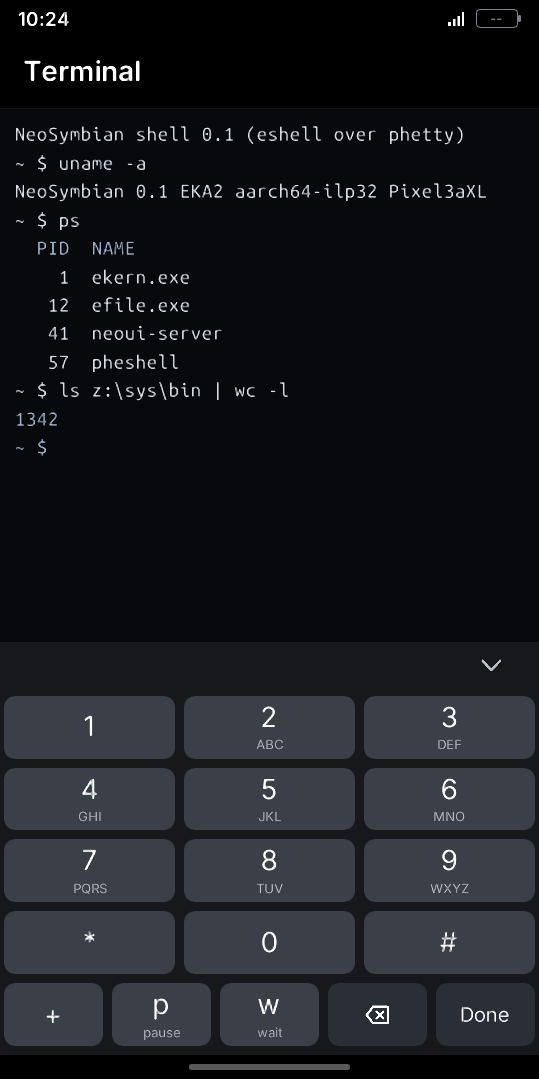 10:24
--
Terminal
NeoSymbian shell 0.1 (eshell over phetty)
~ $ uname -a
NeoSymbian 0.1 EKA2 aarch64-ilp32 Pixel3aXL
~ $ ps
  PID  NAME
    1  ekern.exe
   12  efile.exe
   41  neoui-server
   57  pheshell
~ $ ls z:\sys\bin | wc -l
1342
~ $
1 2 3
ABC DEF
4 5 6
GHI JKL MNO
7 8 9
PQRS TUV WXYZ
* 0 #
+ p w Done
pause wait